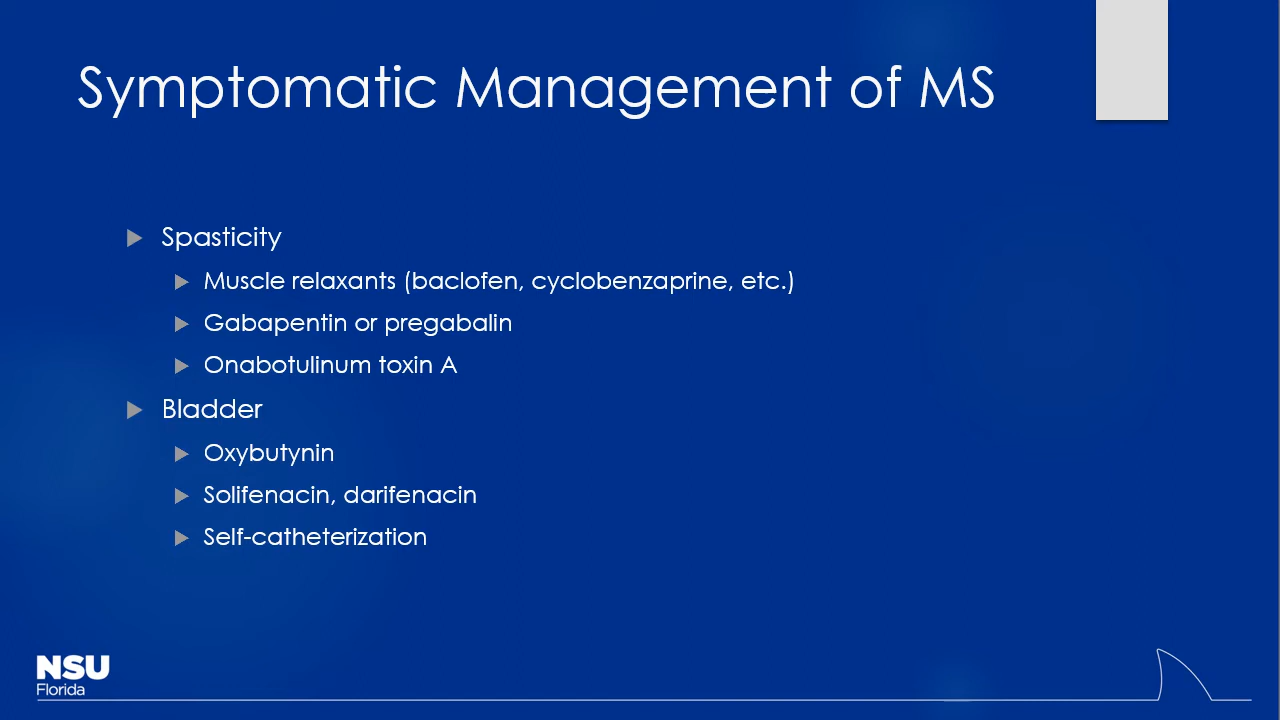 Symptomatic Management of MS
Spasticity
Muscle relaxants (baclofen, cyclobenzaprine, etc.)
Gabapentin or pregabalin
Onabotulinum toxin A
Bladder
Oxybutynin
Solifenacin, darifenacin
Self-catheterization
NSU
Florida